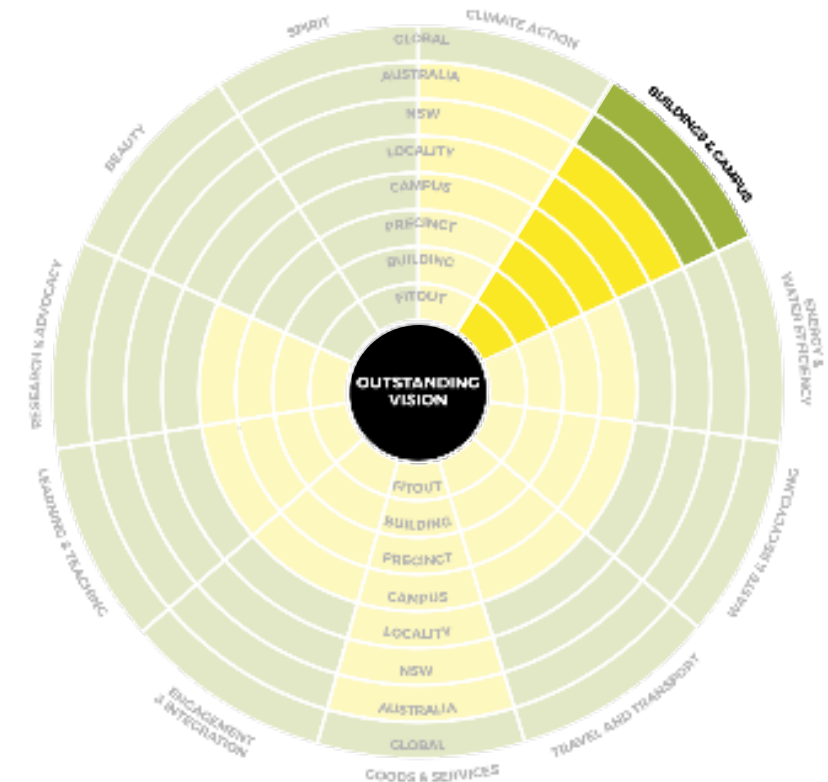 SPIRIT
CLIMATE ACTION
GLOBAL
AUSTRALIA
NSW
LOCALITY
CAMPUS
PRECINCT
BUILDING
FITOUT
BEAUTY
BUILDINGS & CAMPUS
RESEARCH & ADVOCACY
ENERGY &
WATER EFFICIENCY
OUTSTANDING
VISION
LEARNING & TEACHING
WASTE & RECYCYCLING
FITOUT
BUILDING
PRECINCT
CAMPUS
LOCALITY
NSW
AUSTRALIA
GLOBAL
ENGAGEMENT
& INTEGRATION
TRAVEL AND TRANSPORT
GOODS & SERVICES